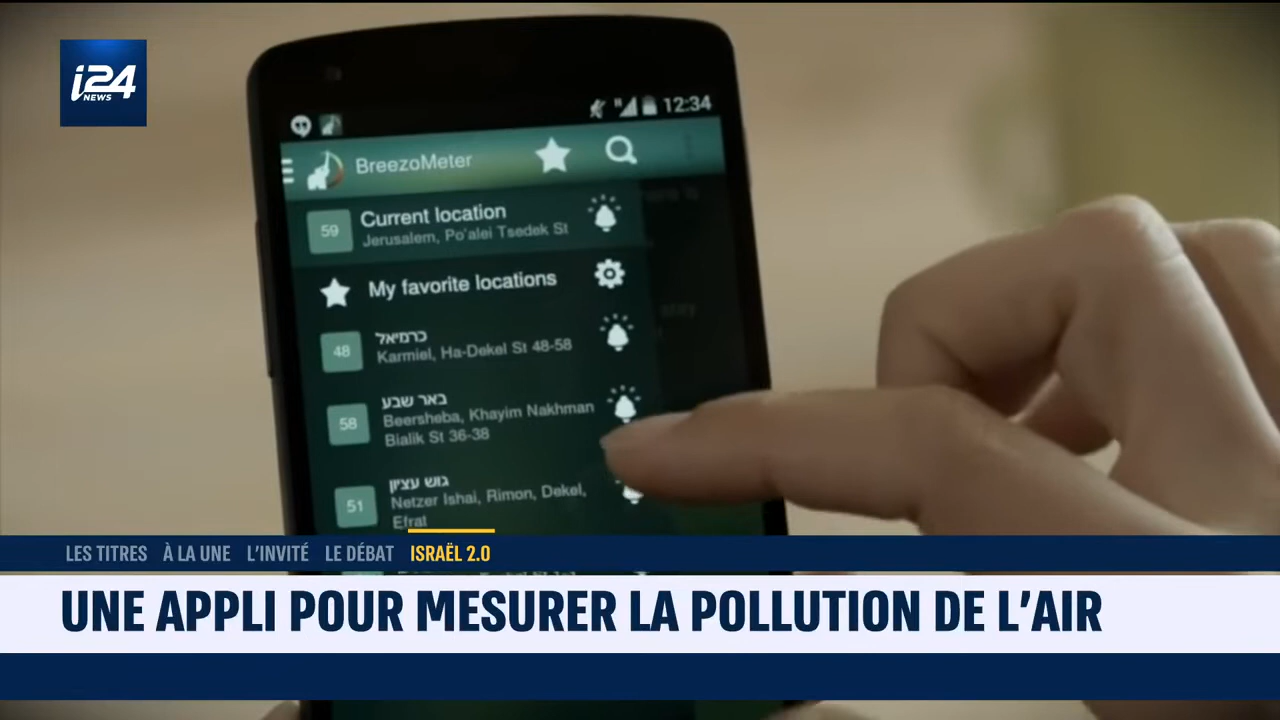 i24
NEWS
12:34
BreezoMeter
59
Current location
Jerusalem, Po'alei Tsedek St
My favorite locations
48
כרמיאל
Karmiel, Ha-Dekel St 48-58
58
באר שבע
Beersheba, Khayim Nakhman
Bialik St 36-38
51
גוש עציון
Netzer Ishai, Rimon, Dekel,
Efrat
LES TITRES À LA UNE L'INVITÉ LE DÉBAT ISRAËL 2.0
UNE APPLI POUR MESURER LA POLLUTION DE L'AIR